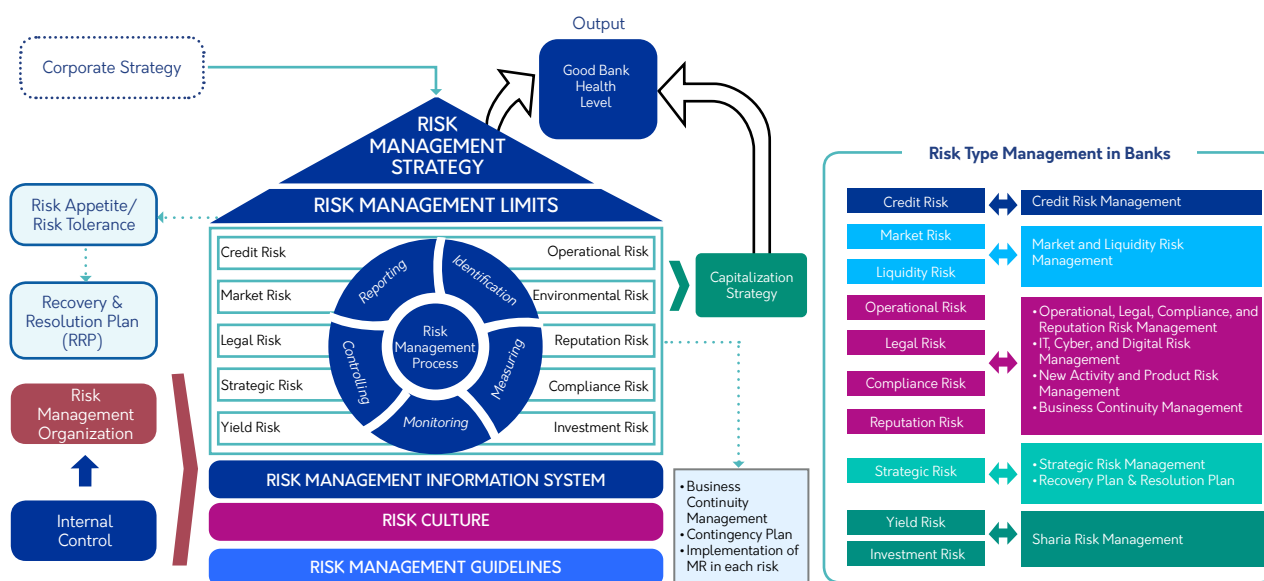 Output
Corporate Strategy
Good Bank
Health
Level
RISK
MANAGEMENT
STRATEGY
RISK MANAGEMENT LIMITS
Risk Appetite/
Risk Tolerance
Recovery &
Resolution Plan
(RRP)
Risk
Management
Organization
Internal
Control
Credit Risk
Market Risk
Legal Risk
Strategic Risk
Yield Risk
Reporting
Identification
Measuring
Monitoring
Controlling
Risk
Management
Process
Operational Risk
Environmental Risk
Reputation Risk
Compliance Risk
Investment Risk
Capitalization
Strategy
RISK MANAGEMENT INFORMATION SYSTEM
RISK CULTURE
RISK MANAGEMENT GUIDELINES
• Business
Continuity
Management
• Contingency Plan
• Implementation of
MR in each risk
Risk Type Management in Banks
Credit Risk
Credit Risk Management
Market Risk
Liquidity Risk
Market and Liquidity Risk
Management
Operational Risk
Legal Risk
Compliance Risk
Reputation Risk
• Operational, Legal, Compliance, and
Reputation Risk Management
• IT, Cyber, and Digital Risk
Management
• New Activity and Product Risk
Management
• Business Continuity Management
Strategic Risk
• Strategic Risk Management
• Recovery Plan & Resolution Plan
Yield Risk
Investment Risk
Sharia Risk Management